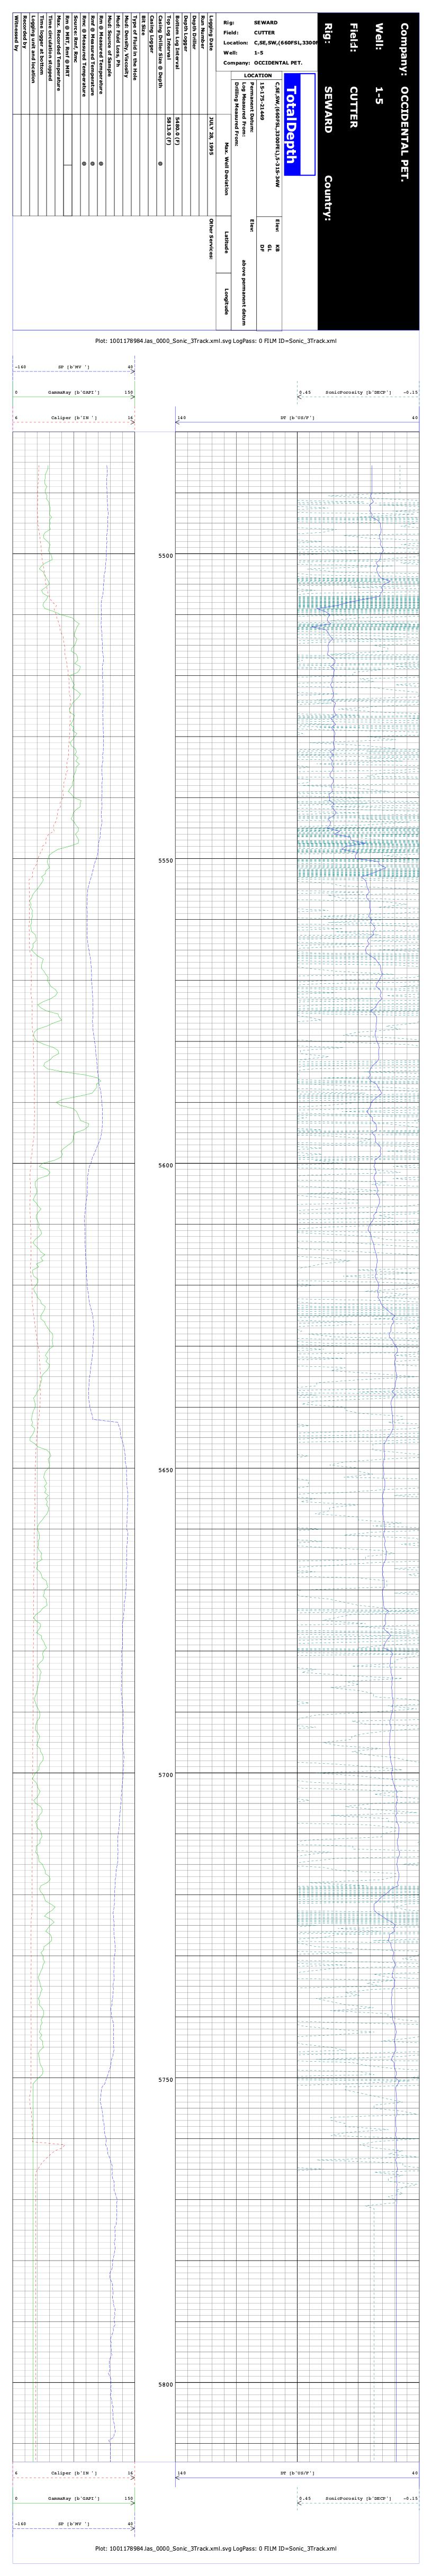 Company: OCCIDENTAL PET.
Well: 1-5
Field: CUTTER
Rig: SEWARD Country:
Rig: SEWARD
Field: CUTTER
Location: C,SE,SW,(660FSL,3300F
Well 1-5
Company: OCCIDENTAL PET.
TotalDepth
LOCATION
C,SE,SW,(660FSL,3300FEL),5-31S-34W
Elev.: KB
GL
DF
15-175-21440
Permanent Datum: Elev.:
Log Measured From: above permanent datum
Drilling Measured From:
Max. Well Deviation Latitude Longitude
Logging Date JULY 28, 1995 Other Services:
Run Number
Depth Driller
Depth Logger
Bottom Log Interval 5480.0 (F)
Top Log Interval 5813.0 (F)
Casing Driller Size @ Depth @
Casing Logger
Bit Size
Type of Fluid in the Hole
Mud: Density, Viscosity
Mud: Fluid Loss, Ph
Mud: Source of Sample
Rm @ Measured Temperature @
Rmf @ Measured Temperature @
Rmc @ Measured Temperature @
Source: Rmf, Rmc
Rm @ MRT, Rmf @ MRT
Max. Recorded Temperature
Time circulation stopped
Time logger at bottom
Logging unit and location
Recorded by
Witnessed by
Plot: 1001178984.las_0000_Sonic_3Track.xml.svg LogPass: 0 FILM ID=Sonic_3Track.xml
-160 SP [b'MV '] 40
0 GammaRay [b'GAPI'] 150
0.45 SonicPorosity [b'DECP'] -0.15
6 Caliper [b'IN '] 16
140 DT [b'US/F'] 40
5500
5550
5600
5650
5700
5750
5800
6 Caliper [b'IN '] 16
140 DT [b'US/F'] 40
0 GammaRay [b'GAPI'] 150
0.45 SonicPorosity [b'DECP'] -0.15
-160 SP [b'MV '] 40
Plot: 1001178984.las_0000_Sonic_3Track.xml.svg LogPass: 0 FILM ID=Sonic_3Track.xml